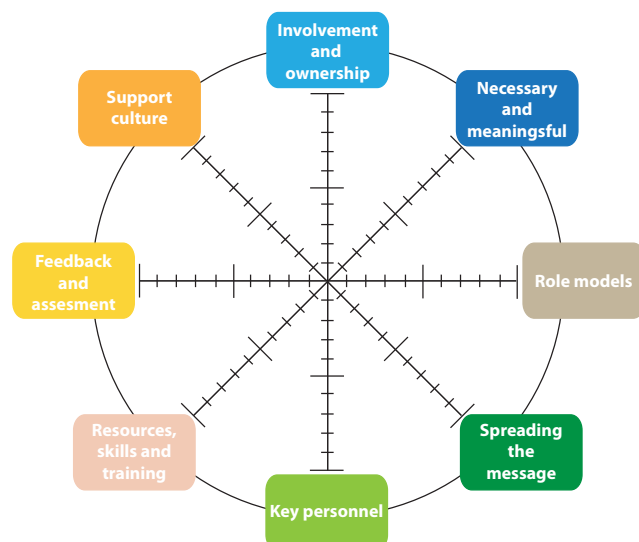 Involvement
and
ownership
Necessary
and
meaningsful
Role models
Spreading
the
message
Key personnel
Resources,
skills and
training
Feedback
and
assesment
Support
culture